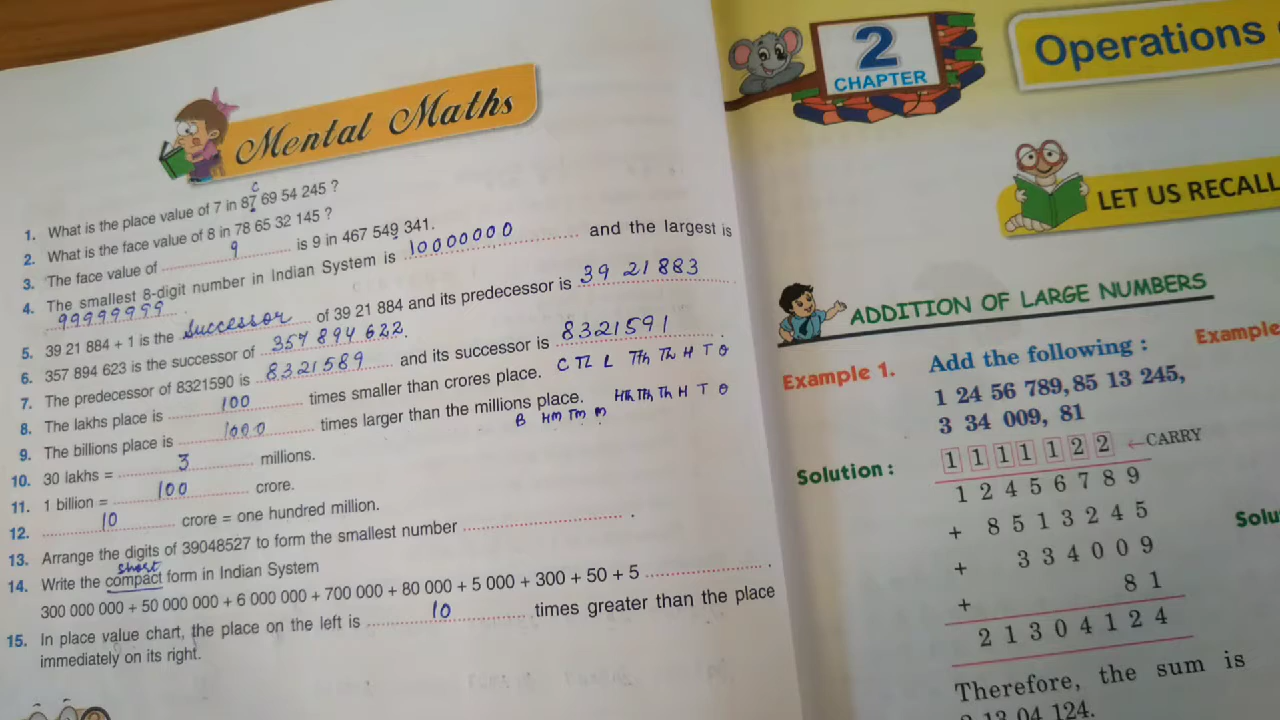 Mental Maths
1. What is the place value of 7 in 87 69 54 245 ?
C
2. What is the face value of 8 in 78 65 32 145 ?
3. The face value of 9 is 9 in 467 549 341.
4. The smallest 8-digit number in Indian System is 10000000 and the largest is
99999999.
5. 39 21 884 + 1 is the successor of 39 21 884 and its predecessor is 39 21 883
6. 357 894 623 is the successor of 357 894 622.
7. The predecessor of 8321590 is 8321589 and its successor is 8321591.
8. The lakhs place is 100 times smaller than crores place. C TL L Tth Th H T O
9. The billions place is 1000 times larger than the millions place. Hth Tth Th H T O
B HM TM M
10. 30 lakhs = 3 millions.
11. 1 billion = 100 crore.
12. 10 crore = one hundred million.
13. Arrange the digits of 39048527 to form the smallest number .
short
14. Write the compact form in Indian System
300 000 000 + 50 000 000 + 6 000 000 + 700 000 + 80 000 + 5 000 + 300 + 50 + 5 .
15. In place value chart, the place on the left is 10 times greater than the place
immediately on its right.
2
CHAPTER
Operations
LET US RECALL
ADDITION OF LARGE NUMBERS
Example 1. Add the following :
1 24 56 789, 85 13 245,
3 34 009, 81
Solution :
1 1 1 1 1 2 2 ←CARRY
1 2 4 5 6 7 8 9
+ 8 5 1 3 2 4 5
+ 3 3 4 0 0 9
+ 8 1
2 1 3 0 4 1 2 4
Therefore, the sum is
2 13 04 124.
Example
Solu